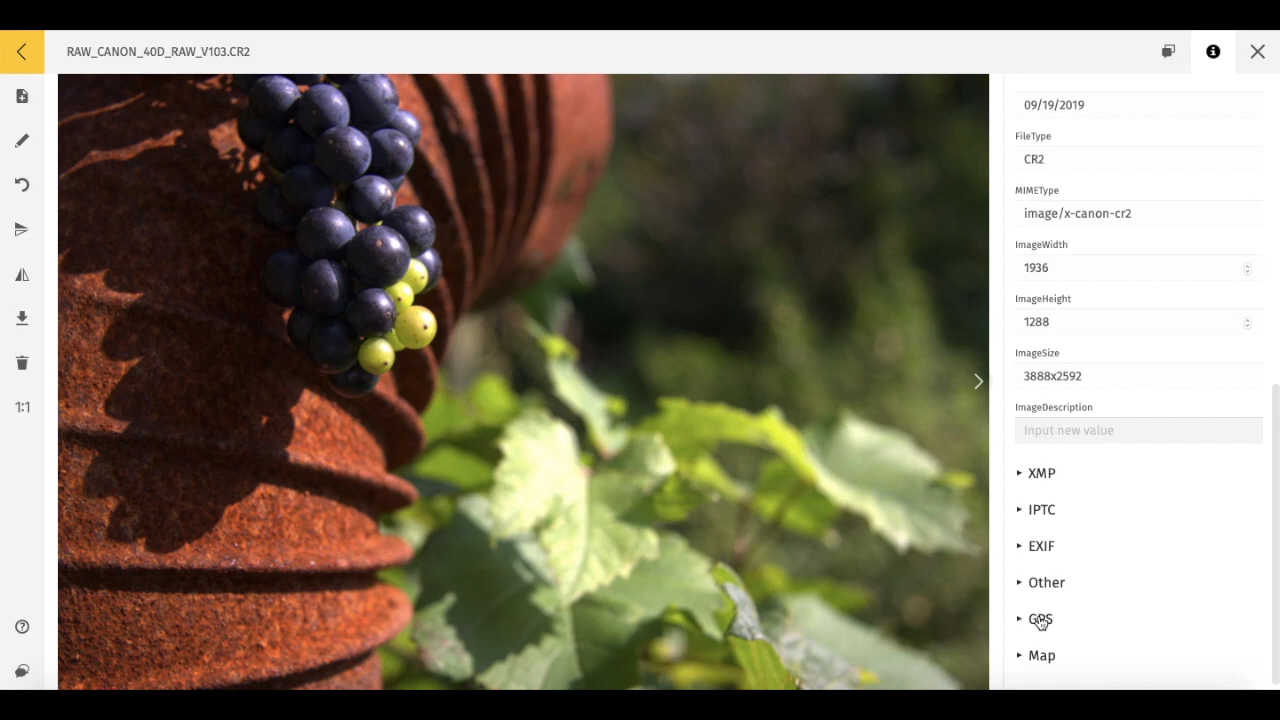 RAW_CANON_40D_RAW_V103.CR2
1:1
09/19/2019
FileType
CR2
MIMEType
image/x-canon-cr2
ImageWidth
1936
ImageHeight
1288
ImageSize
3888x2592
ImageDescription
Input new value
XMP
IPTC
EXIF
Other
GPS
Map